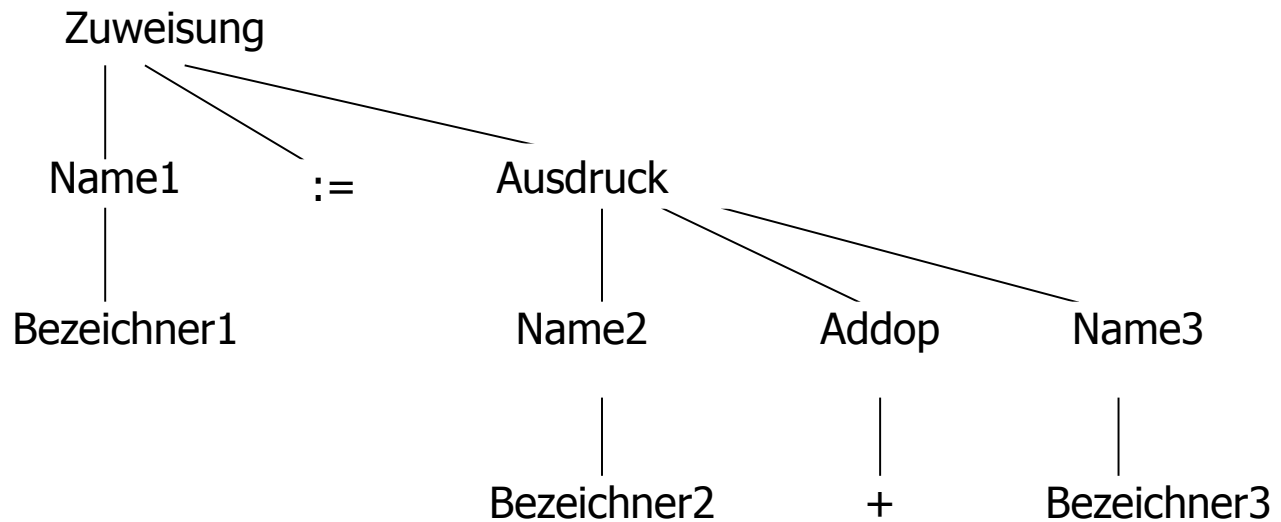 Zuweisung
Name1 := Ausdruck
Bezeichner1 Name2 Addop Name3
Bezeichner2 + Bezeichner3